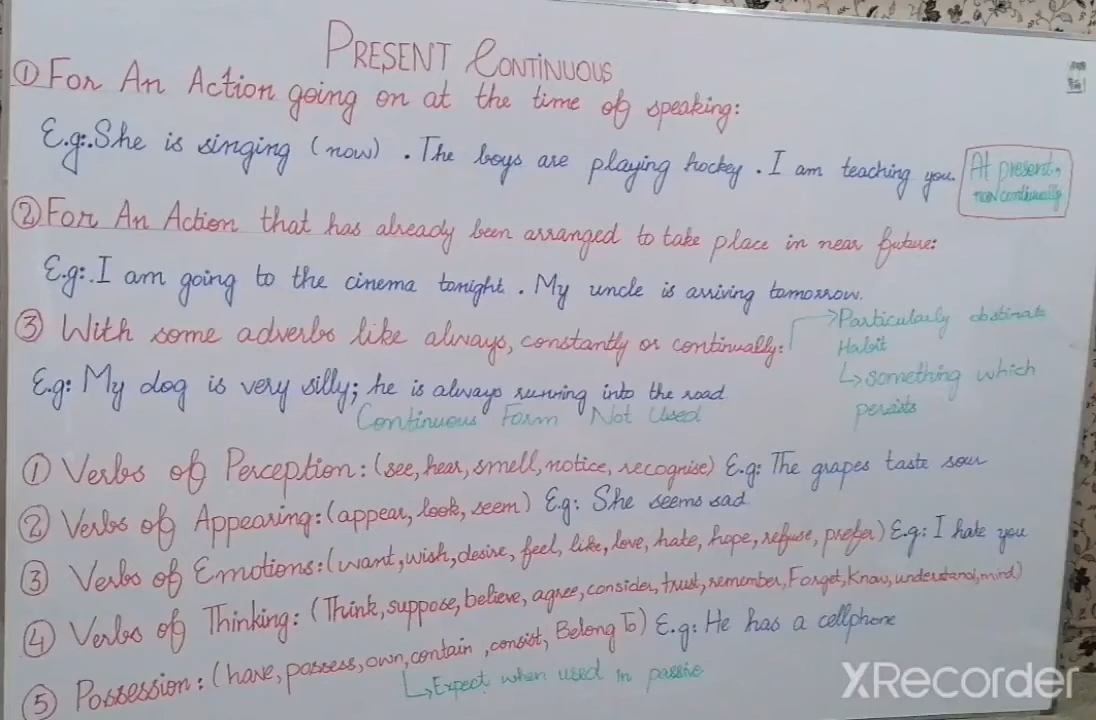 PRESENT CONTINUOUS
① For An Action going on at the time of speaking:
E.g:. She is singing (now) . The boys are playing hockey . I am teaching you.
At present,
now continually
② For An Action that has already been arranged to take place in near future:
E.g:. I am going to the cinema tonight . My uncle is arriving tomorrow.
③ With some adverbs like always, constantly or continually:
→ Particularly obstinate
Habit
↳ something which
persists
E.g: My dog is very silly; he is always running into the road
Continuous Form Not Used
① Verbs of Perception: (see, hear, smell, notice, recognise) E.g: The grapes taste sour
② Verbs of Appearing: (appear, look, seem) E.g: She seems sad
③ Verbs of Emotions: (want, wish, desire, feel, like, love, hate, hope, refuse, prefer) E.g: I hate you
④ Verbs of Thinking: (Think, suppose, believe, agree, consider, trust, remember, Forget, Know, understand, mind)
⑤ Possession: (have, possess, own, contain, consist, Belong To) E.g: He has a cellphone
↳ Expect when used in passive
XRecorder